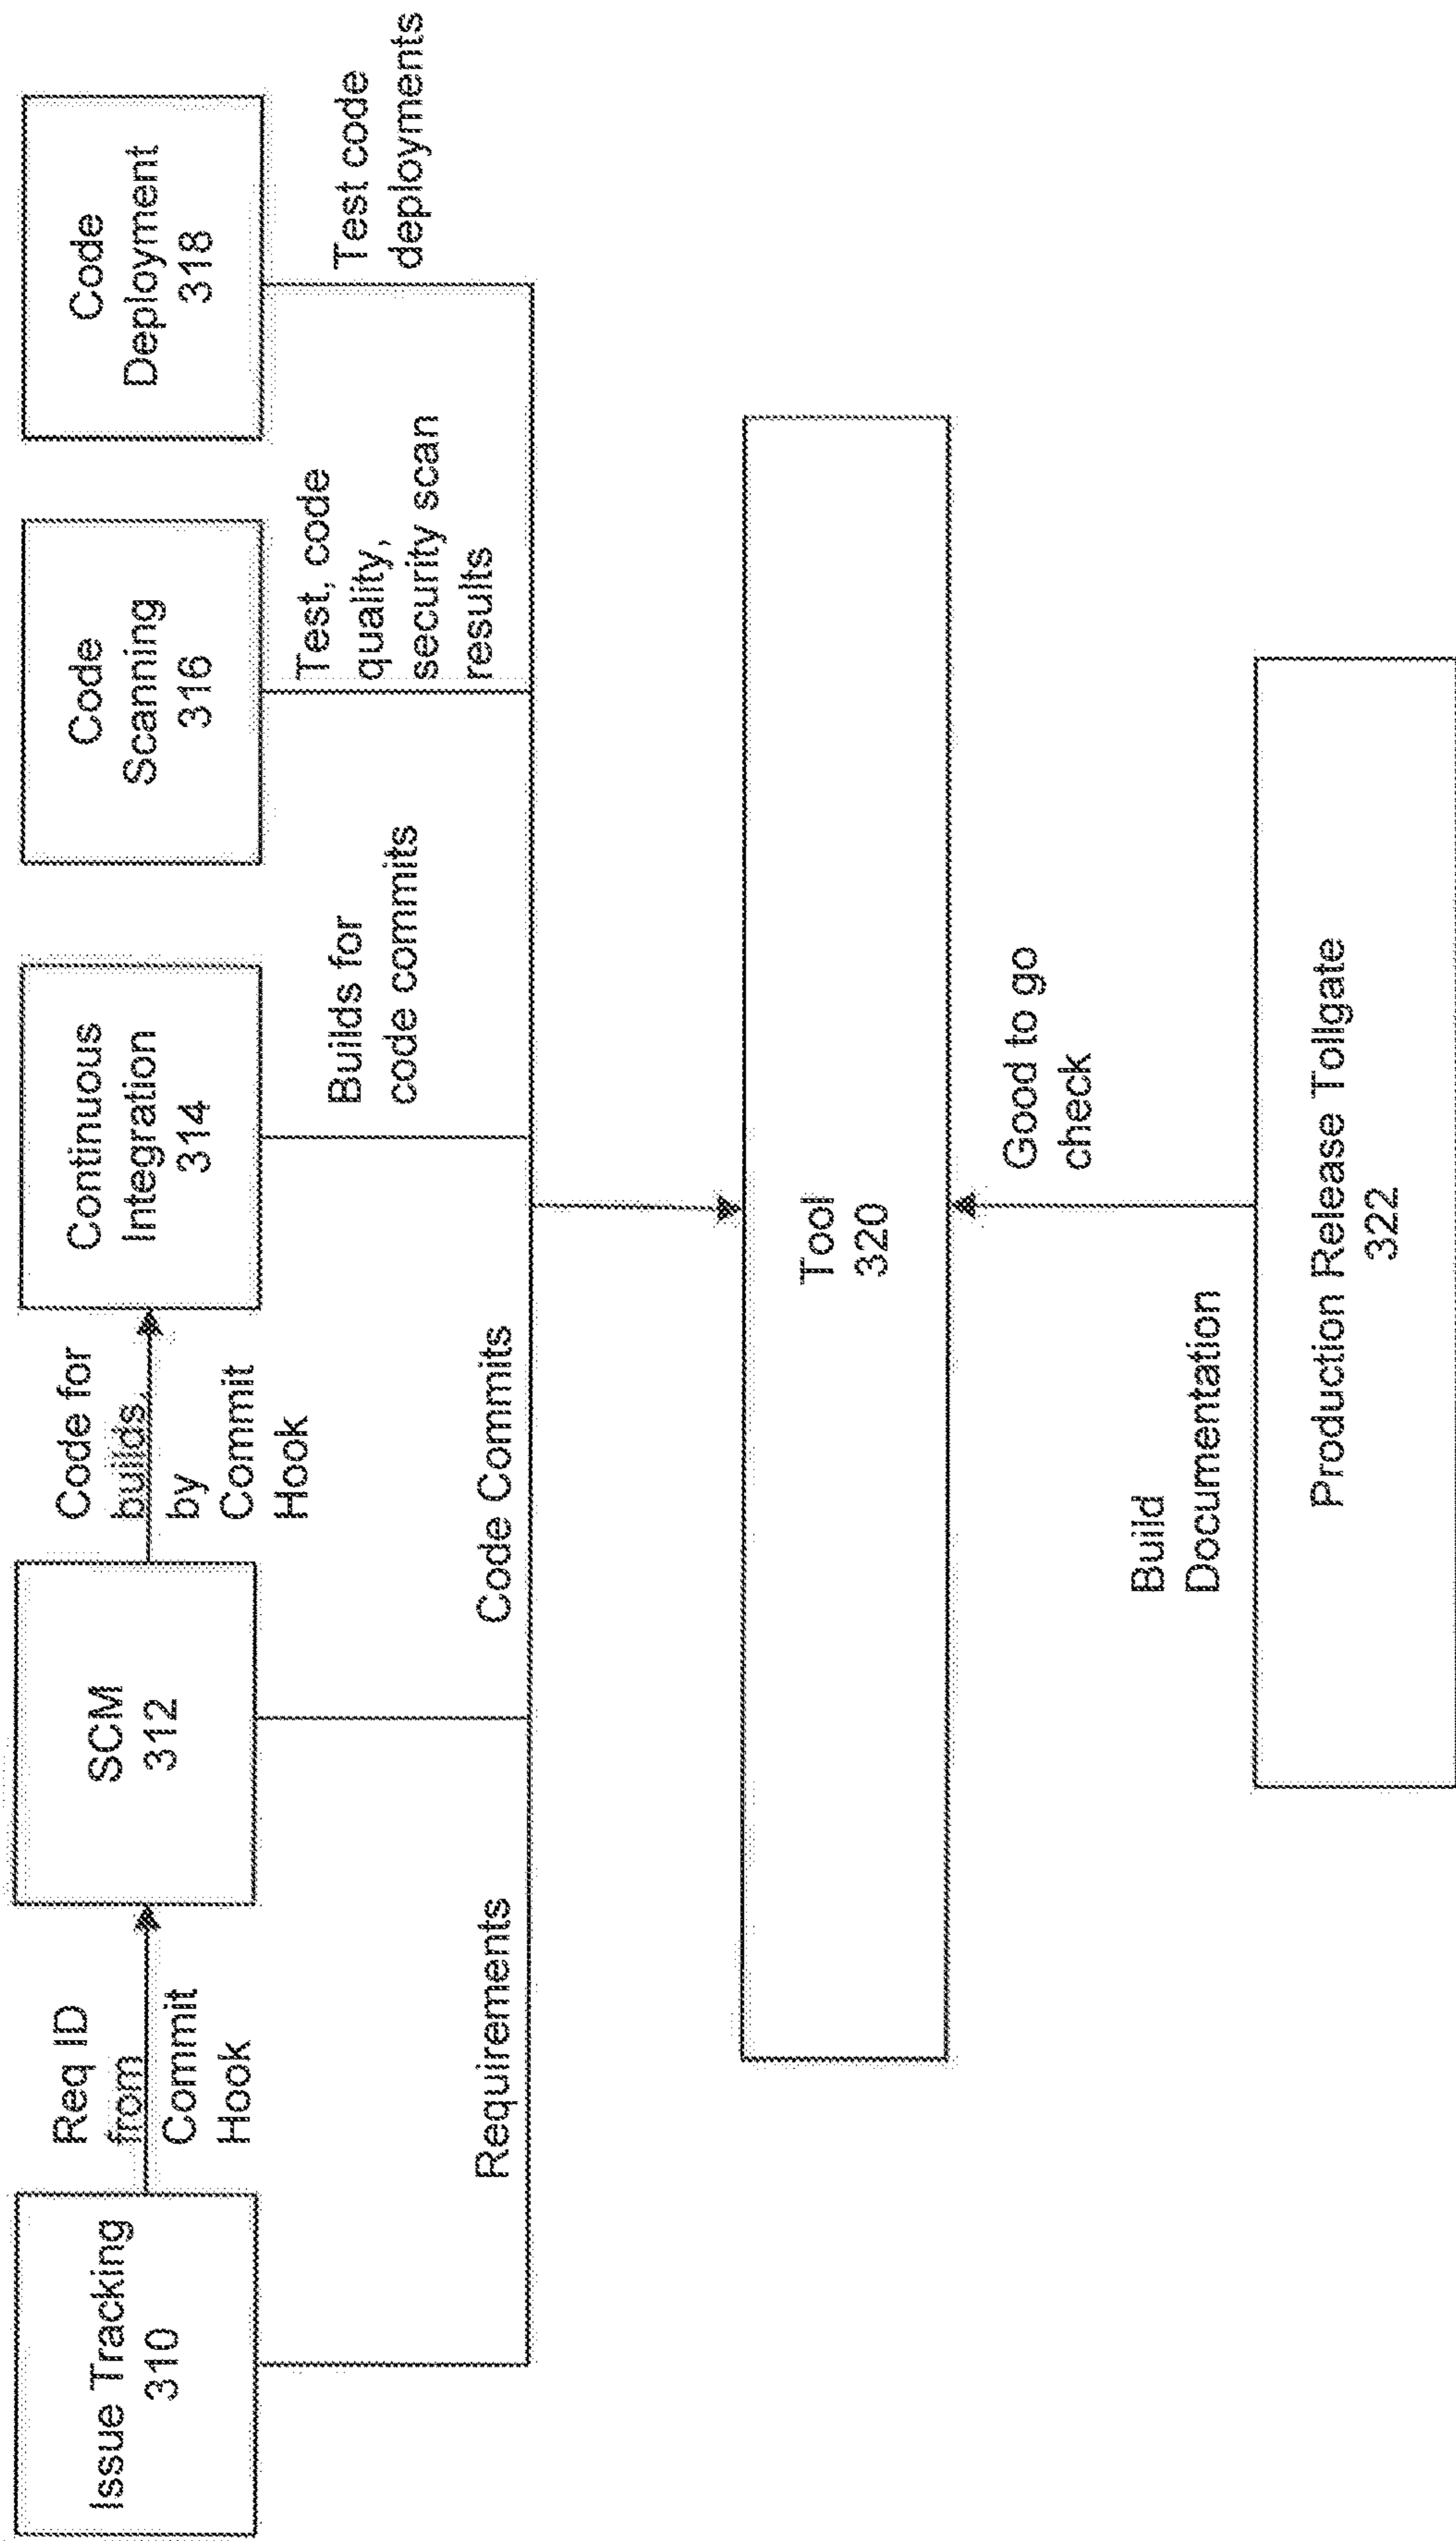 Issue Tracking
310
Req ID
from
Commit
Hook
SCM
312
Code for
builds,
by
Commit
Hook
Continuous
Integration
314
Code
Scanning
316
Code
Deployment
318
Requirements
Code Commits
Builds for
code commits
Test, code
quality,
security scan
results
Test code
deployments
Tool
320
Build
Documentation
Good to go
check
Production Release Tollgate
322